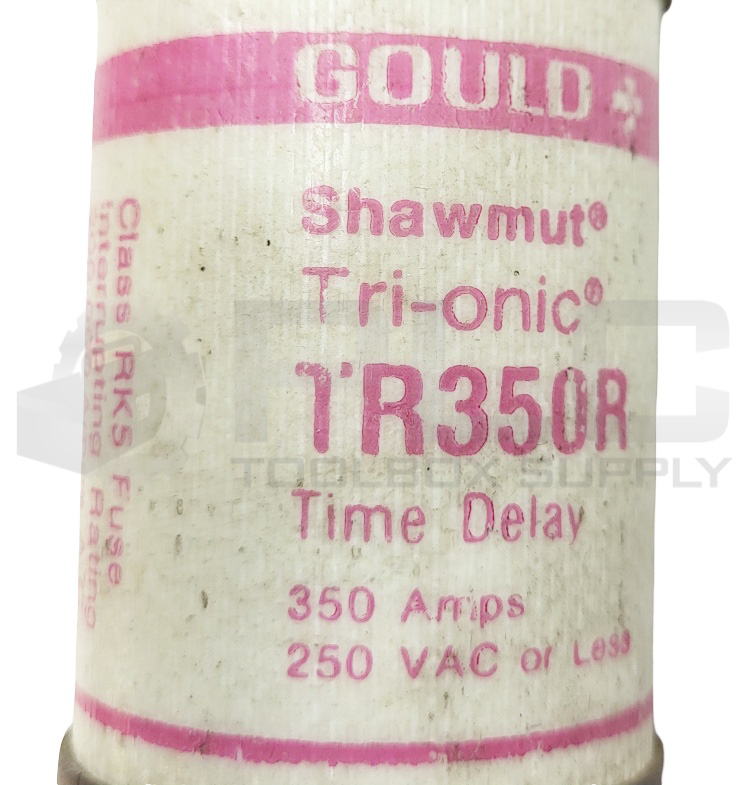 GOULD
Shawmut®
Tri-onic®
TR350R
Time Delay
350 Amps
250 VAC or Less
Class RK5 Fuse
Interrupting Rating
TOOLBOX SUPPLY